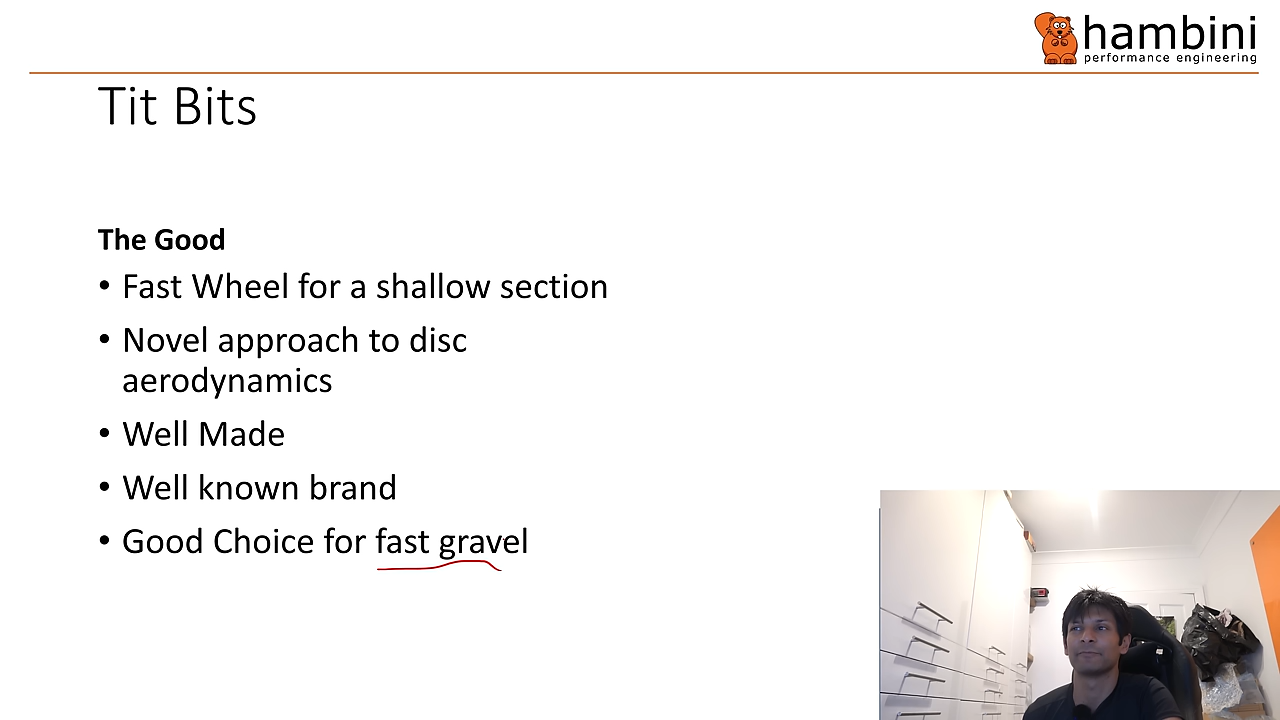 hambini
performance engineering
Tit Bits
The Good
• Fast Wheel for a shallow section
• Novel approach to disc
aerodynamics
• Well Made
• Well known brand
• Good Choice for fast gravel